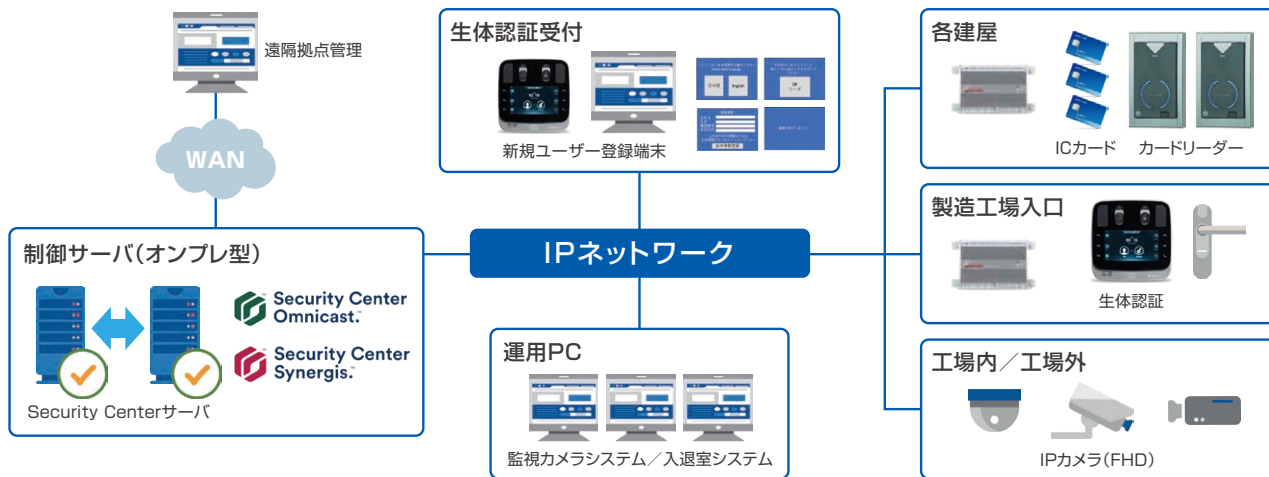 遠隔拠点管理
WAN
制御サーバ(オンプレ型)
Security Center
Omnicast.™
Security Center
Synergis.™
Security Centerサーバ
生体認証受付
日本語
English
新規ユーザー登録端末
IPネットワーク
運用PC
監視カメラシステム／入退室システム
各建屋
ICカード
カードリーダー
製造工場入口
生体認証
工場内／工場外
IPカメラ(FHD)